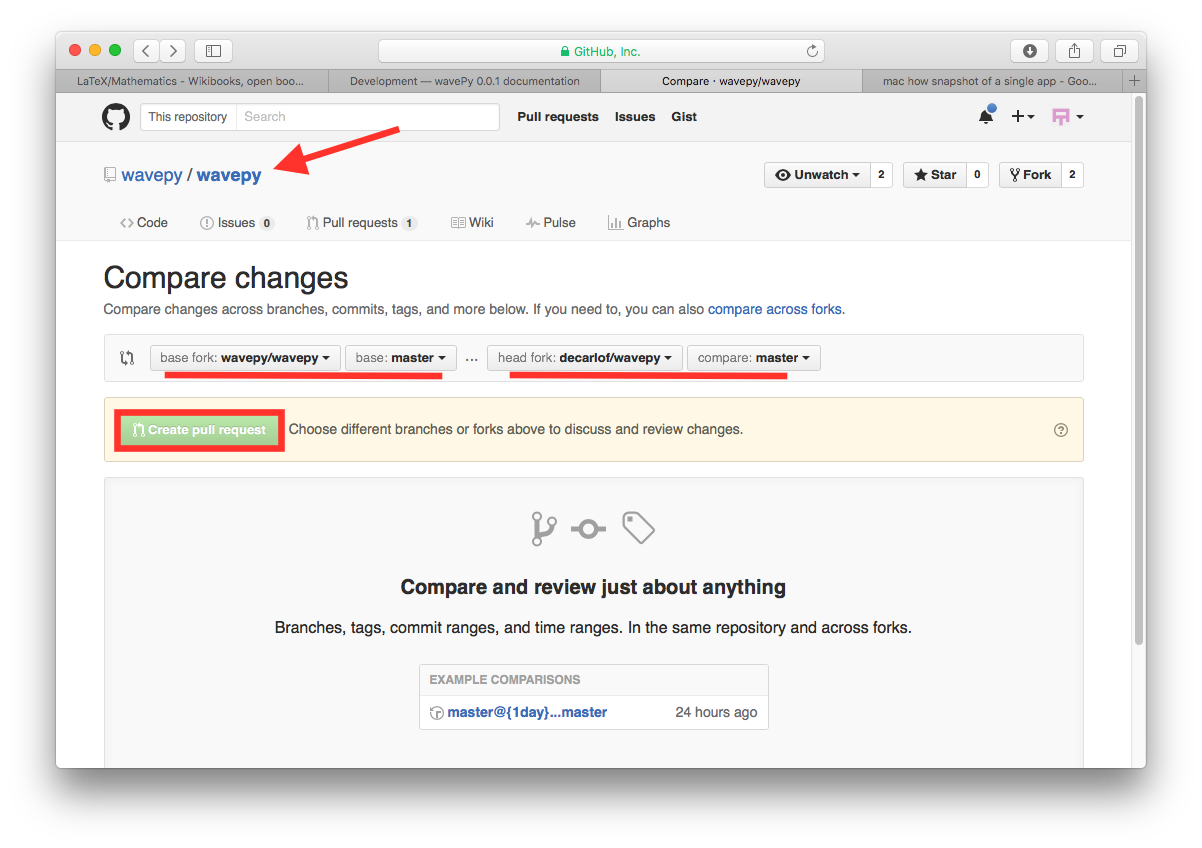 GitHub, Inc.
LaTeX/Mathematics - Wikibooks, open boo...
Development — wavePy 0.0.1 documentation
Compare · wavepy/wavepy
mac how snapshot of a single app - Goo...
This repository Search Pull requests Issues Gist
wavepy / wavepy
Unwatch 2 Star 0 Fork 2
Code Issues 0 Pull requests 1 Wiki Pulse Graphs
Compare changes
Compare changes across branches, commits, tags, and more below. If you need to, you can also compare across forks.
base fork: wavepy/wavepy base: master ... head fork: decarlof/wavepy compare: master
Create pull request Choose different branches or forks above to discuss and review changes.
Compare and review just about anything
Branches, tags, commit ranges, and time ranges. In the same repository and across forks.
EXAMPLE COMPARISONS
master@{1day}...master 24 hours ago